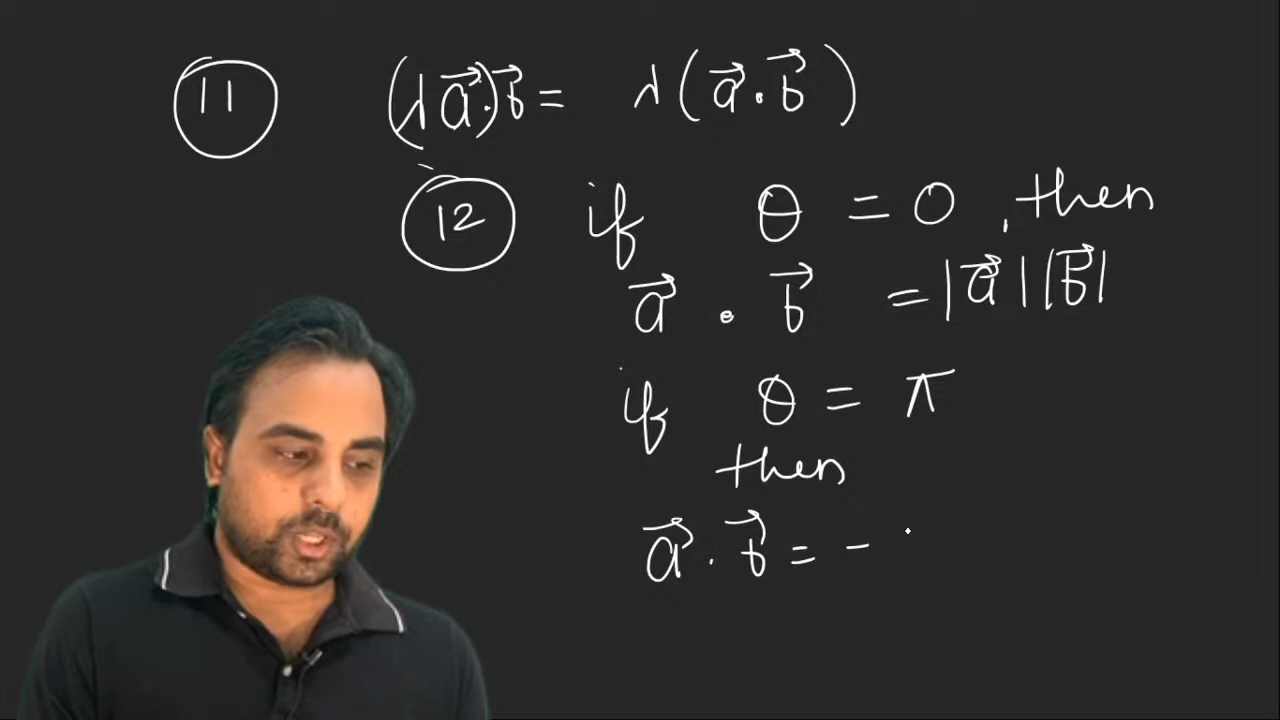 11 (λa⃗).b⃗ = λ(a⃗.b⃗)
12 if θ = 0, then
a⃗ . b⃗ = |a⃗||b⃗|
if θ = π
then
a⃗ . b⃗ = -